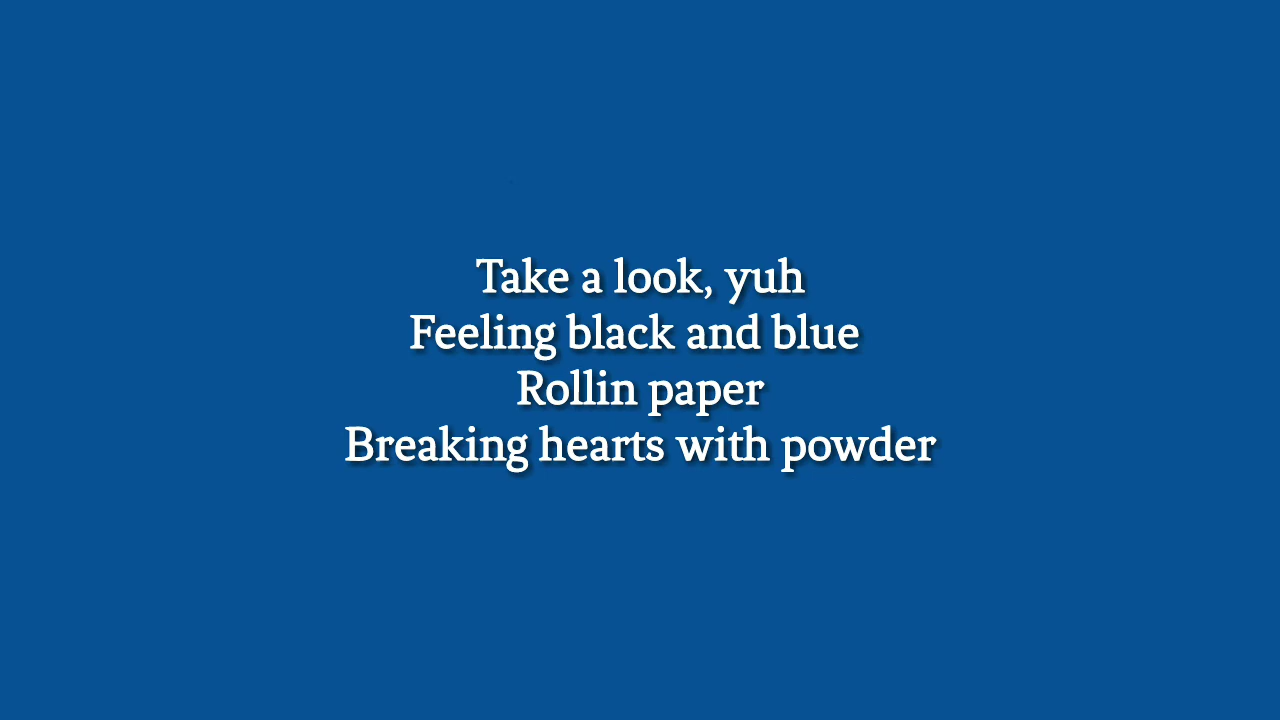 Take a look, yuh
Feeling black and blue
Rollin paper
Breaking hearts with powder